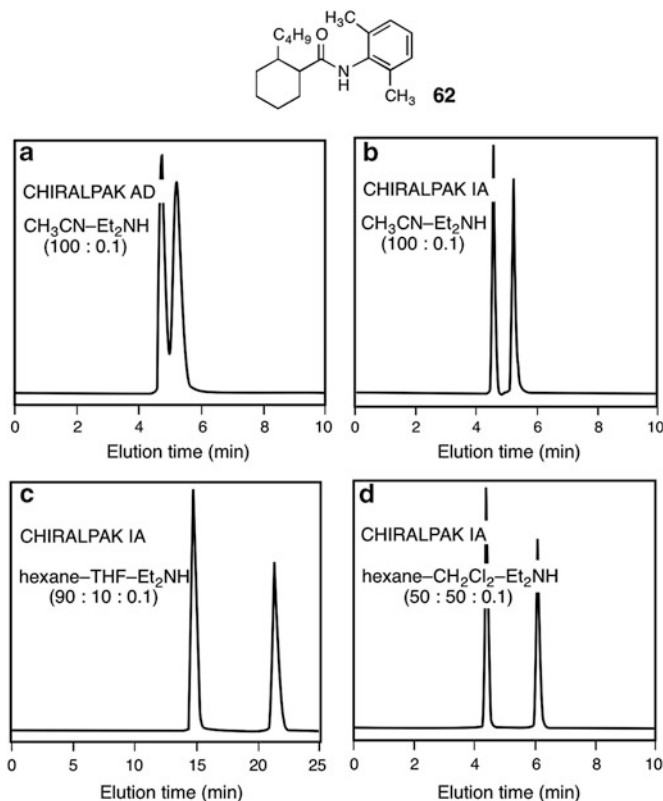 H₃C
C₄H₉
O
N
H
CH₃
62
a
CHIRALPAK AD
CH₃CN–Et₂NH
(100 : 0.1)
0 2 4 6 8 10
Elution time (min)
b
CHIRALPAK IA
CH₃CN–Et₂NH
(100 : 0.1)
0 2 4 6 8 10
Elution time (min)
c
CHIRALPAK IA
hexane–THF–Et₂NH
(90 : 10 : 0.1)
0 5 10 15 20 25
Elution time (min)
d
CHIRALPAK IA
hexane–CH₂Cl₂–Et₂NH
(50 : 50 : 0.1)
0 2 4 6 8 10
Elution time (min)